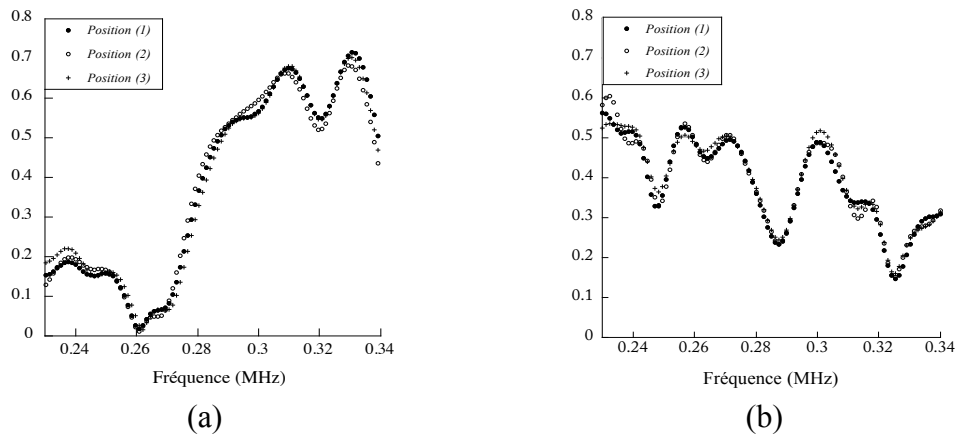 0.8
0.7
0.6
0.5
0.4
0.3
0.2
0.1
0
Position (1)
Position (2)
Position (3)
0.24 0.26 0.28 0.3 0.32 0.34
Fréquence (MHz)
(a)
0.8
0.7
0.6
0.5
0.4
0.3
0.2
0.1
0
Position (1)
Position (2)
Position (3)
0.24 0.26 0.28 0.3 0.32 0.34
Fréquence (MHz)
(b)